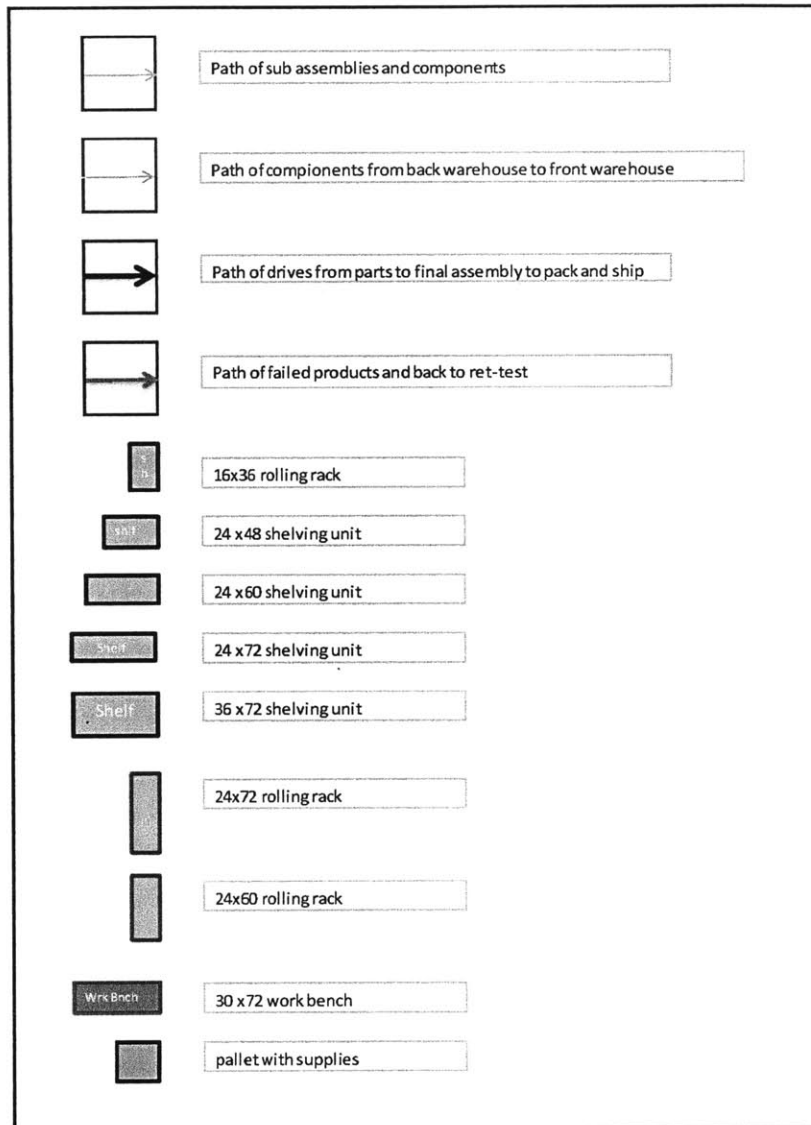 Path of sub assemblies and components
Path of compionents from back warehouse to front warehouse
Path of drives from parts to final assembly to pack and ship
Path of failed products and back to ret-test
16x36 rolling rack
24 x48 shelving unit
24 x60 shelving unit
Shelf
24 x72 shelving unit
Shelf
36 x72 shelving unit
24x72 rolling rack
24x60 rolling rack
Wrk Bnch
30 x72 work bench
pallet with supplies